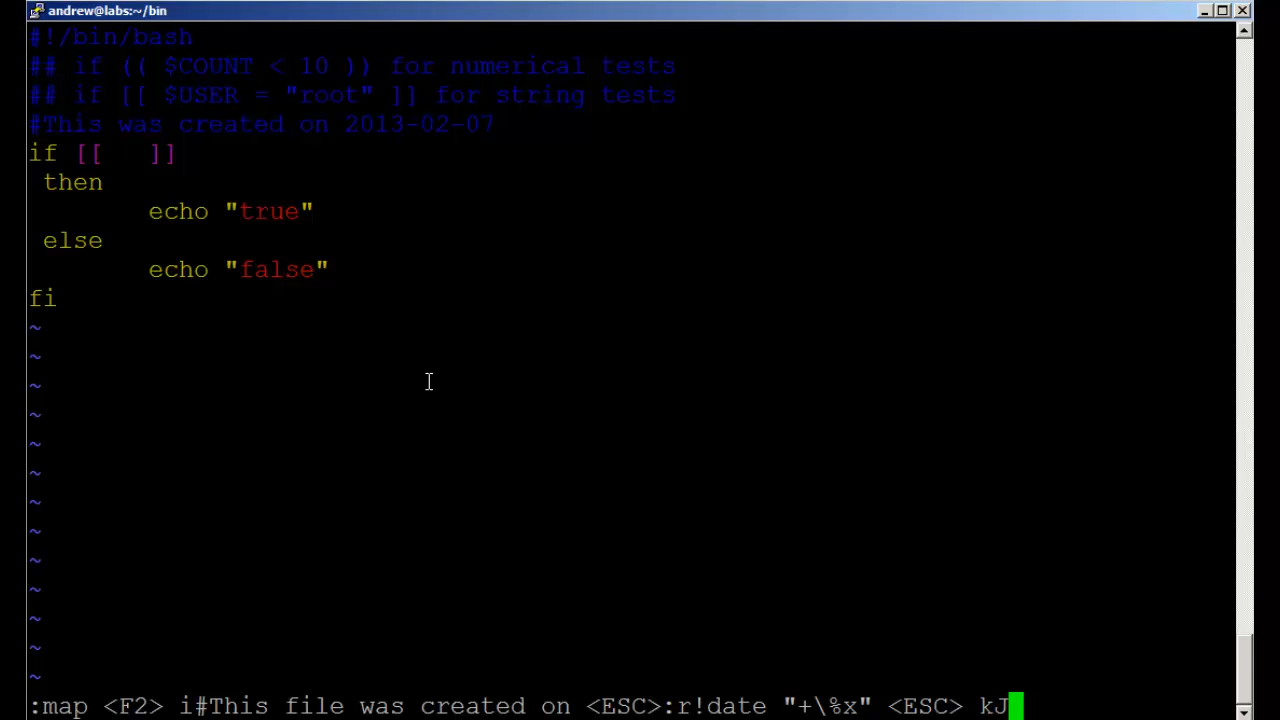 andrew@labs:~/bin
#!/bin/bash
## if (( $COUNT < 10 )) for numerical tests
## if [[ $USER = "root" ]] for string tests
#This was created on 2013-02-07
if [[   ]]
 then
        echo "true"
 else
        echo "false"
fi
~
~
~
~
~
~
~
~
~
~
~
~
~
:map <F2> i#This file was created on <ESC>:r!date "+\%x" <ESC> kJ